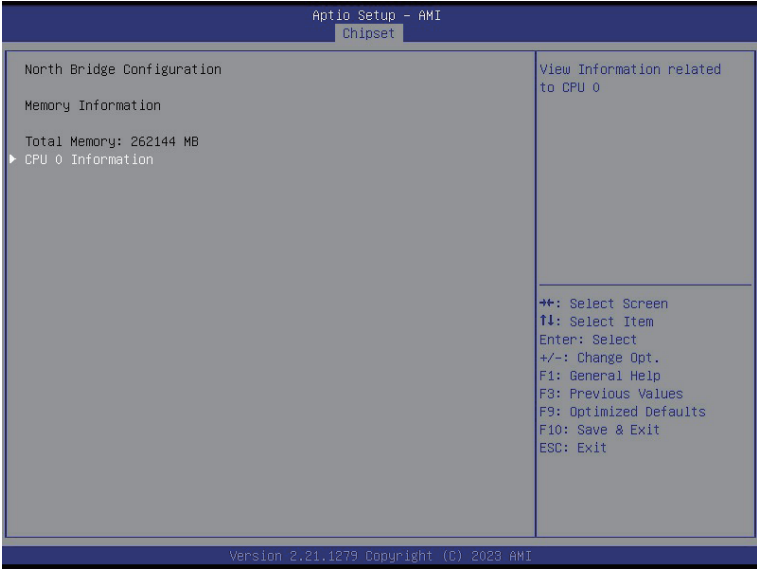 Aptio Setup – AMI
Chipset
North Bridge Configuration
Memory Information
Total Memory: 262144 MB
▶ CPU 0 Information
View Information related
to CPU 0
→←: Select Screen
↑↓: Select Item
Enter: Select
+/-: Change Opt.
F1: General Help
F3: Previous Values
F9: Optimized Defaults
F10: Save & Exit
ESC: Exit
Version 2.21.1279 Copyright (C) 2023 AMI